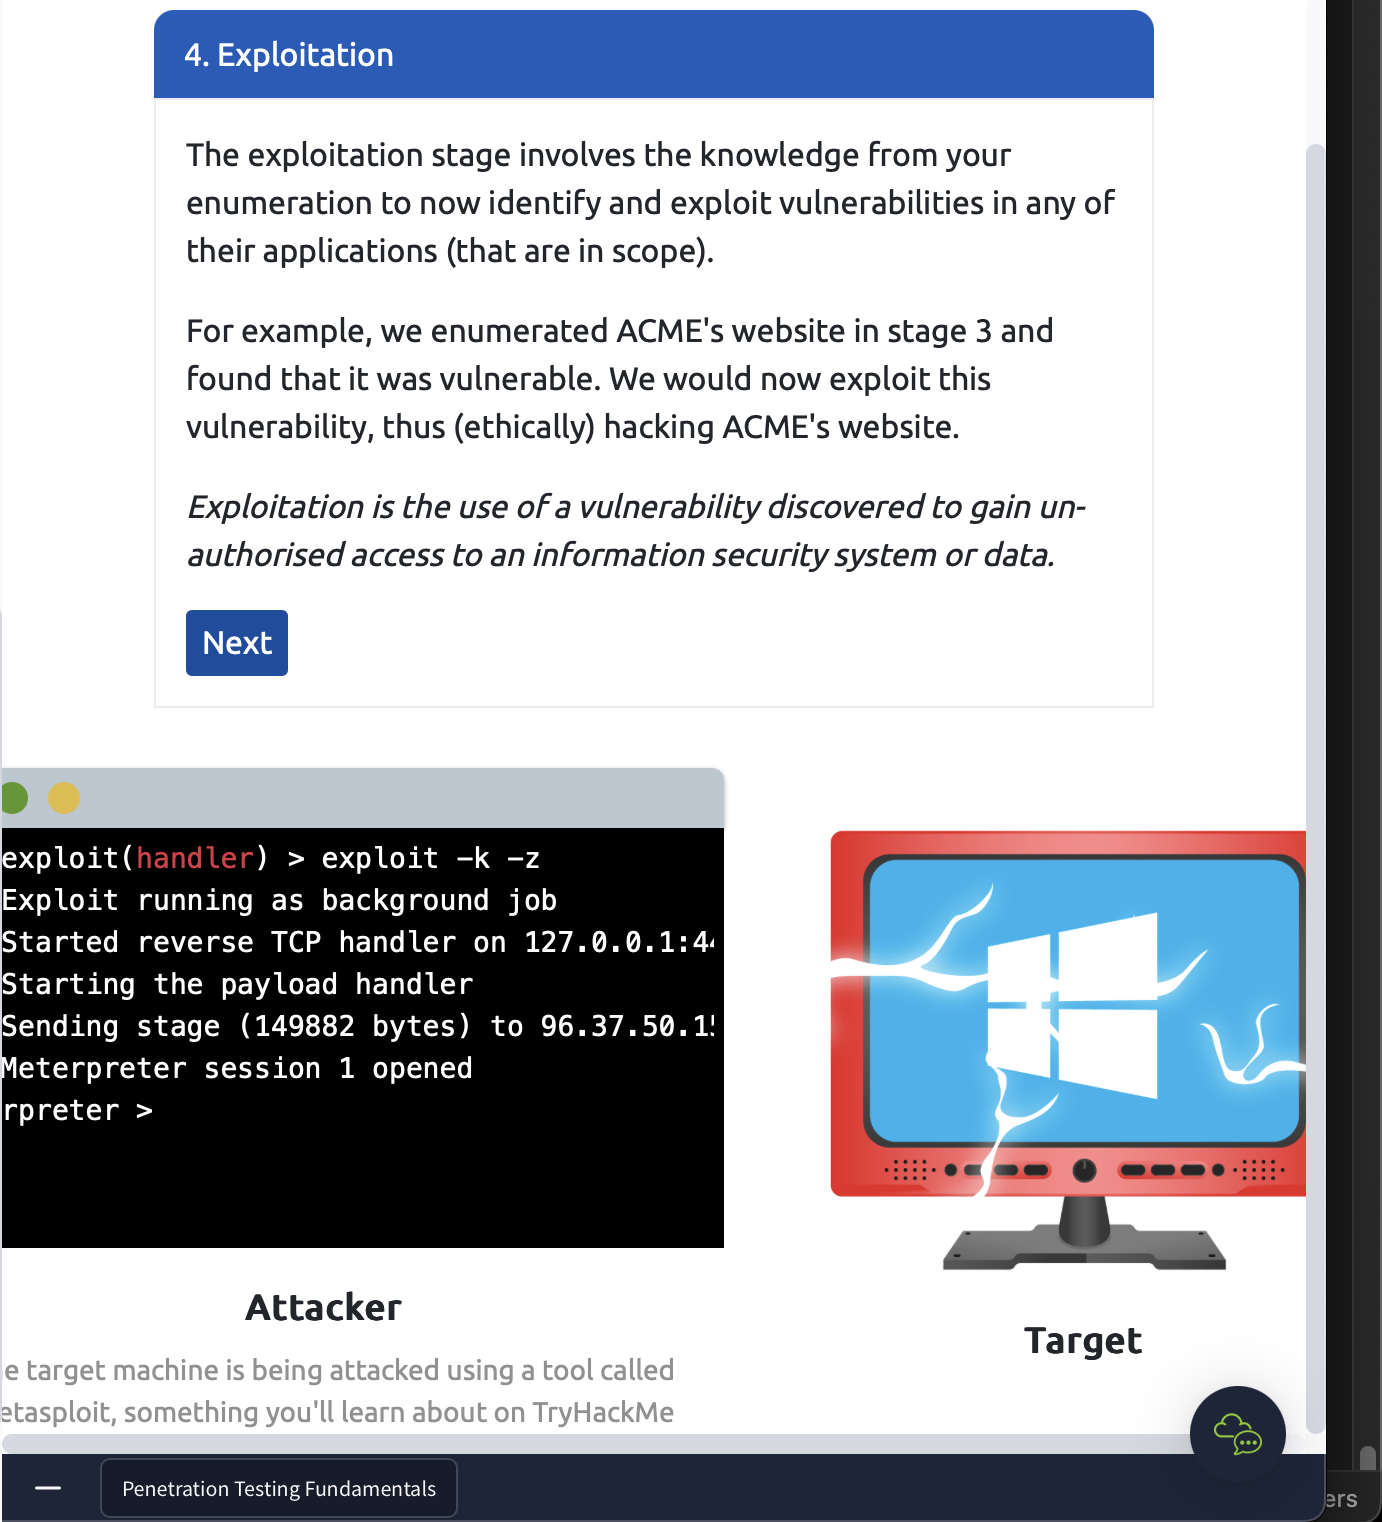 4. Exploitation
The exploitation stage involves the knowledge from your
enumeration to now identify and exploit vulnerabilities in any of
their applications (that are in scope).
For example, we enumerated ACME's website in stage 3 and
found that it was vulnerable. We would now exploit this
vulnerability, thus (ethically) hacking ACME's website.
Exploitation is the use of a vulnerability discovered to gain un-
authorised access to an information security system or data.
Next
exploit(handler) > exploit -k -z
Exploit running as background job
Started reverse TCP handler on 127.0.0.1:4
Starting the payload handler
Sending stage (149882 bytes) to 96.37.50.1
Meterpreter session 1 opened
rpreter >
Attacker
Target
e target machine is being attacked using a tool called
etasploit, something you'll learn about on TryHackMe
Penetration Testing Fundamentals
ers